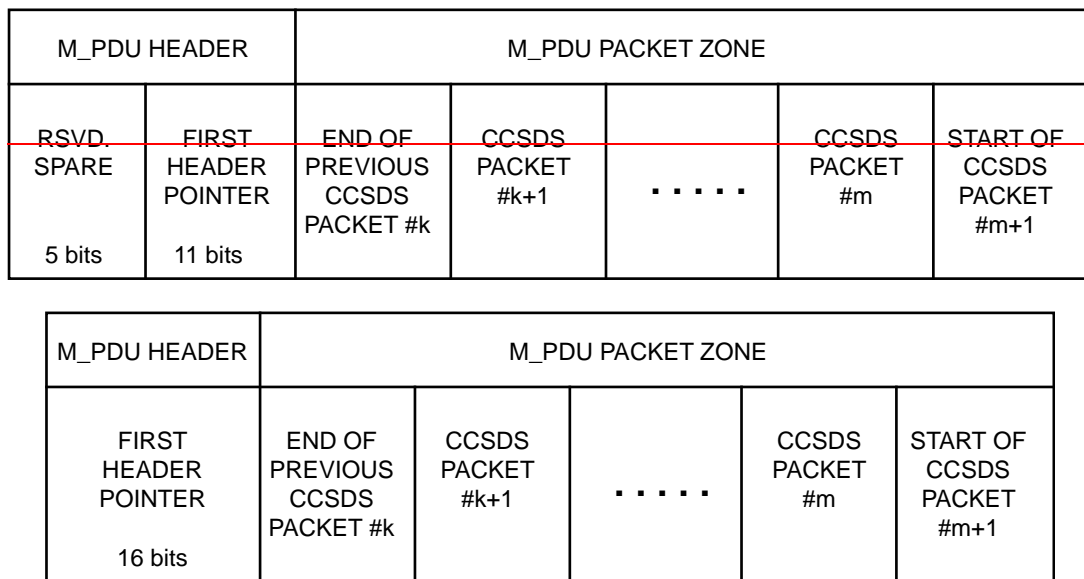 M_PDU HEADER
M_PDU PACKET ZONE
RSVD.
SPARE
5 bits
FIRST
HEADER
POINTER
11 bits
END OF
PREVIOUS
CCSDS
PACKET #k
CCSDS
PACKET
#k+1
. . . . .
CCSDS
PACKET
#m
START OF
CCSDS
PACKET
#m+1
M_PDU HEADER
M_PDU PACKET ZONE
FIRST
HEADER
POINTER
16 bits
END OF
PREVIOUS
CCSDS
PACKET #k
CCSDS
PACKET
#k+1
. . . . .
CCSDS
PACKET
#m
START OF
CCSDS
PACKET
#m+1